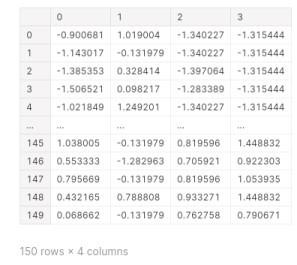 0 1 2 3
0 -0.900681 1.019004 -1.340227 -1.315444
1 -1.143017 -0.131979 -1.340227 -1.315444
2 -1.385353 0.328414 -1.397064 -1.315444
3 -1.506521 0.098217 -1.283389 -1.315444
4 -1.021849 1.249201 -1.340227 -1.315444
... ... ... ... ...
145 1.038005 -0.131979 0.819596 1.448832
146 0.553333 -1.282963 0.705921 0.922303
147 0.795669 -0.131979 0.819596 1.053935
148 0.432165 0.788808 0.933271 1.448832
149 0.068662 -0.131979 0.762758 0.790671
150 rows × 4 columns